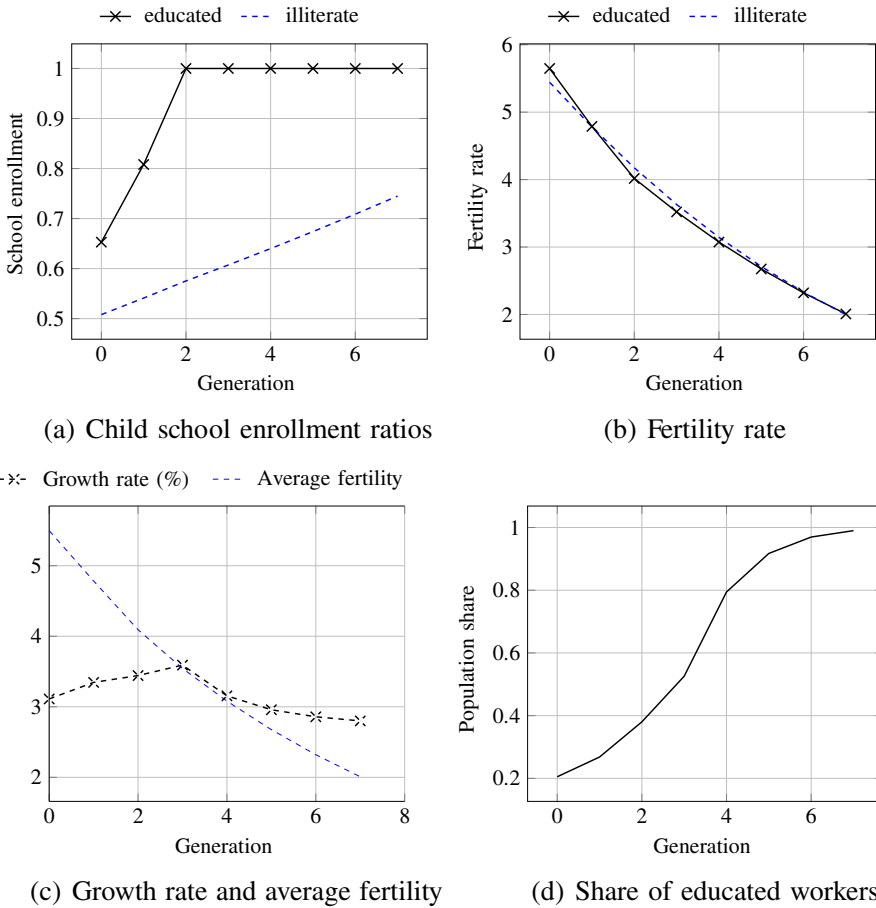 educated illiterate
1
0.9
0.8
0.7
0.6
0.5
School enrollment
0 2 4 6
Generation
(a) Child school enrollment ratios
educated illiterate
6
5
4
3
2
Fertility rate
0 2 4 6
Generation
(b) Fertility rate
Growth rate (%) Average fertility
5
4
3
2
0 2 4 6 8
Generation
(c) Growth rate and average fertility
1
0.8
0.6
0.4
0.2
Population share
0 2 4 6
Generation
(d) Share of educated workers